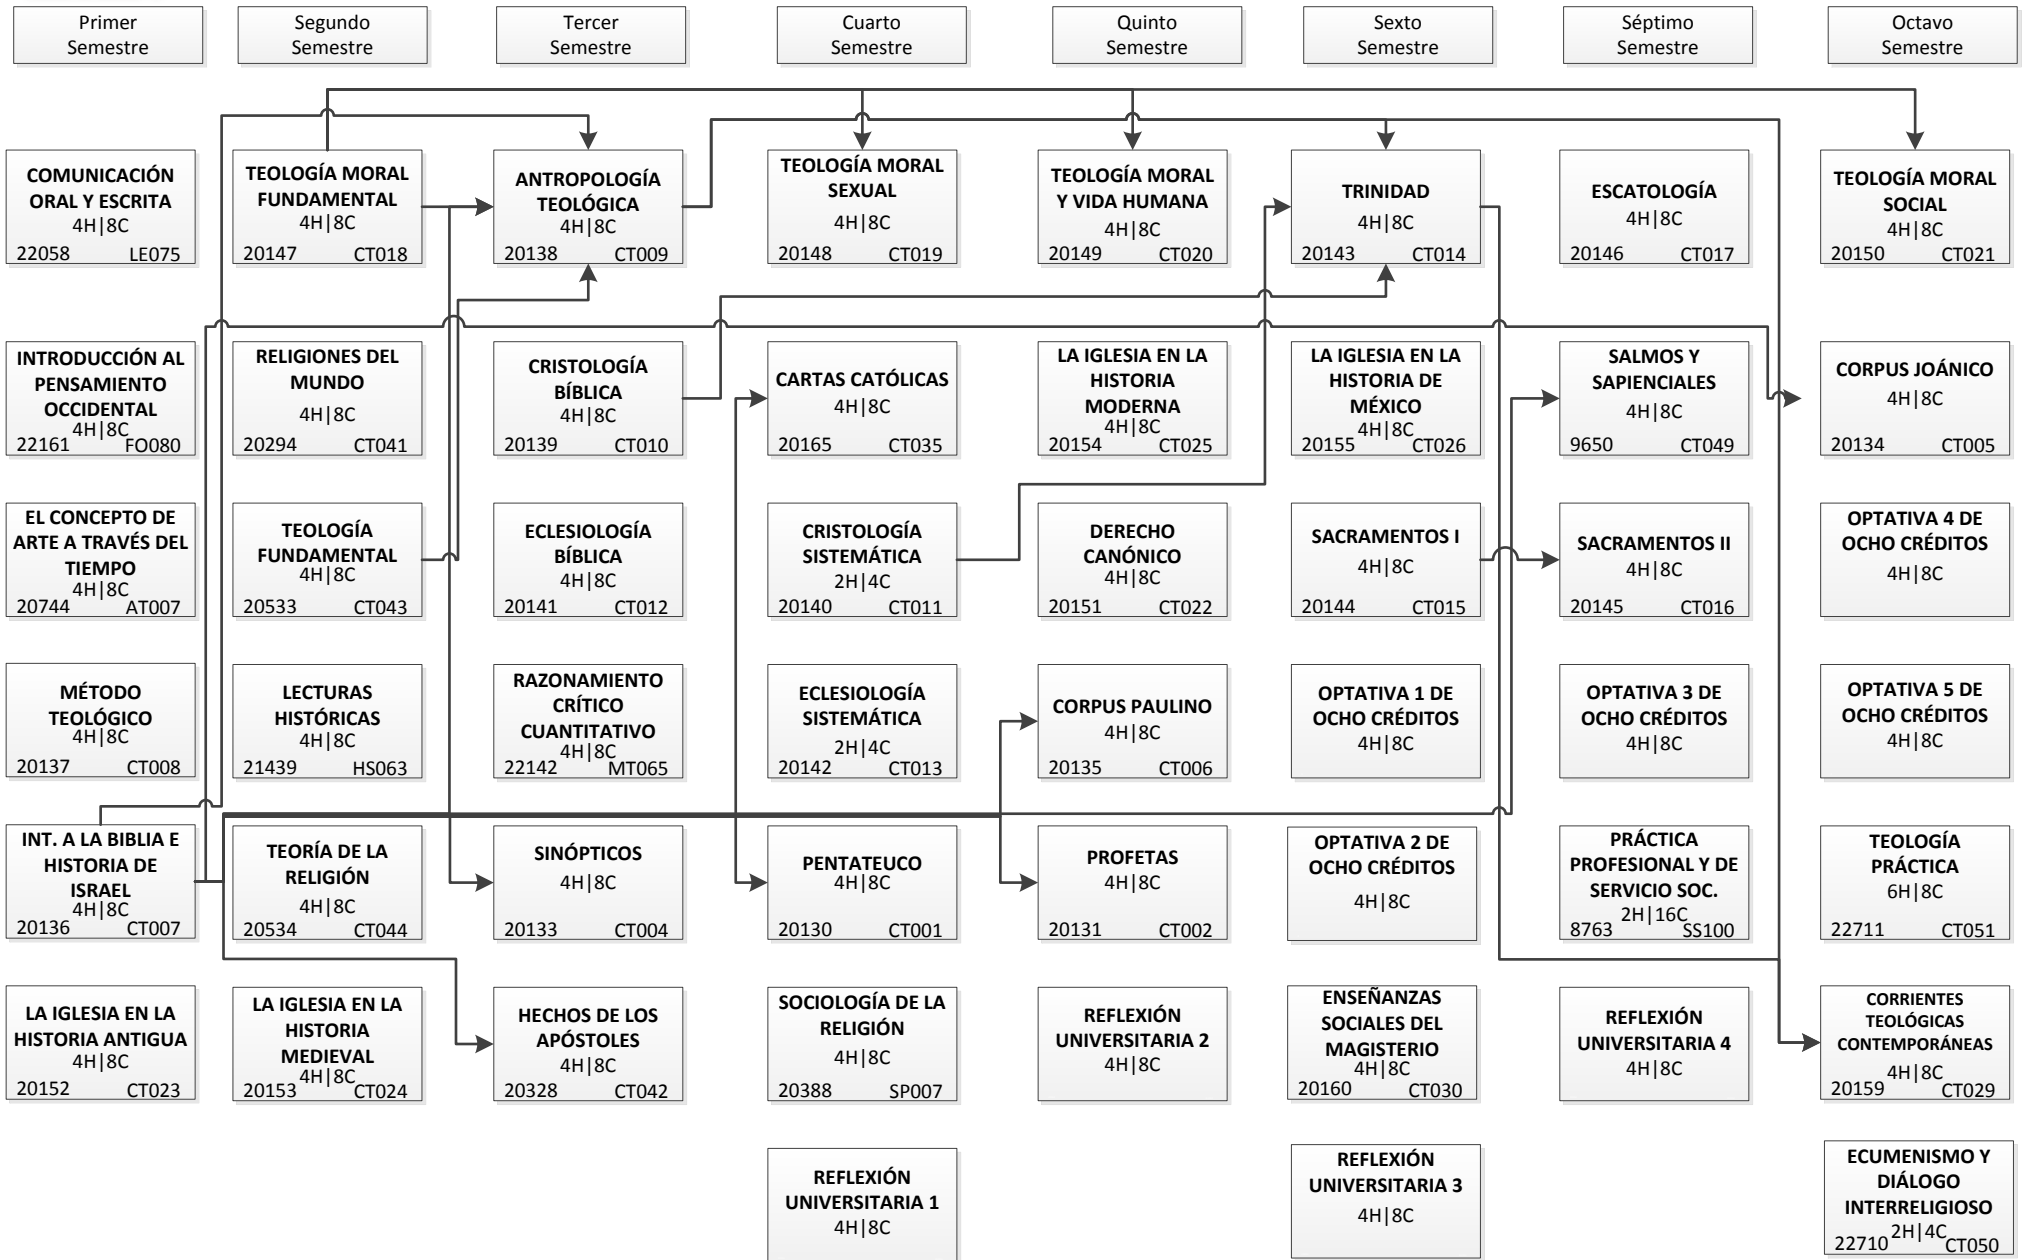 Primer
Semestre
Segundo
Semestre
Tercer
Semestre
Cuarto
Semestre
Quinto
Semestre
Sexto
Semestre
Séptimo
Semestre
Octavo
Semestre
COMUNICACIÓN
ORAL Y ESCRITA
4H|8C
22058 LE075
TEOLOGÍA MORAL
FUNDAMENTAL
4H|8C
20147 CT018
ANTROPOLOGÍA
TEOLÓGICA
4H|8C
20138 CT009
TEOLOGÍA MORAL
SEXUAL
4H|8C
20148 CT019
TEOLOGÍA MORAL
Y VIDA HUMANA
4H|8C
20149 CT020
TRINIDAD
4H|8C
20143 CT014
ESCATOLOGÍA
4H|8C
20146 CT017
TEOLOGÍA MORAL
SOCIAL
4H|8C
20150 CT021
INTRODUCCIÓN AL
PENSAMIENTO
OCCIDENTAL
4H|8C
22161 FO080
RELIGIONES DEL
MUNDO
4H|8C
20294 CT041
CRISTOLOGÍA
BÍBLICA
4H|8C
20139 CT010
CARTAS CATÓLICAS
4H|8C
20165 CT035
LA IGLESIA EN LA
HISTORIA
MODERNA
4H|8C
20154 CT025
LA IGLESIA EN LA
HISTORIA DE
MÉXICO
4H|8C
20155 CT026
SALMOS Y
SAPIENCIALES
4H|8C
9650 CT049
CORPUS JOÁNICO
4H|8C
20134 CT005
EL CONCEPTO DE
ARTE A TRAVÉS DEL
TIEMPO
4H|8C
20744 AT007
TEOLOGÍA
FUNDAMENTAL
4H|8C
20533 CT043
ECLESIOLOGÍA
BÍBLICA
4H|8C
20141 CT012
CRISTOLOGÍA
SISTEMÁTICA
2H|4C
20140 CT011
DERECHO
CANÓNICO
4H|8C
20151 CT022
SACRAMENTOS I
4H|8C
20144 CT015
SACRAMENTOS II
4H|8C
20145 CT016
OPTATIVA 4 DE
OCHO CRÉDITOS
4H|8C
MÉTODO
TEOLÓGICO
4H|8C
20137 CT008
LECTURAS
HISTÓRICAS
4H|8C
21439 HS063
RAZONAMIENTO
CRÍTICO
CUANTITATIVO
4H|8C
22142 MT065
ECLESIOLOGÍA
SISTEMÁTICA
2H|4C
20142 CT013
CORPUS PAULINO
4H|8C
20135 CT006
OPTATIVA 1 DE
OCHO CRÉDITOS
4H|8C
OPTATIVA 3 DE
OCHO CRÉDITOS
4H|8C
OPTATIVA 5 DE
OCHO CRÉDITOS
4H|8C
INT. A LA BIBLIA E
HISTORIA DE
ISRAEL
4H|8C
20136 CT007
TEORÍA DE LA
RELIGIÓN
4H|8C
20534 CT044
SINÓPTICOS
4H|8C
20133 CT004
PENTATEUCO
4H|8C
20130 CT001
PROFETAS
4H|8C
20131 CT002
OPTATIVA 2 DE
OCHO CRÉDITOS
4H|8C
PRÁCTICA
PROFESIONAL Y DE
SERVICIO SOC.
2H|16C
8763 SS100
TEOLOGÍA
PRÁCTICA
6H|8C
22711 CT051
LA IGLESIA EN LA
HISTORIA ANTIGUA
4H|8C
20152 CT023
LA IGLESIA EN LA
HISTORIA
MEDIEVAL
4H|8C
20153 CT024
HECHOS DE LOS
APÓSTOLES
4H|8C
20328 CT042
SOCIOLOGÍA DE LA
RELIGIÓN
4H|8C
20388 SP007
REFLEXIÓN
UNIVERSITARIA 2
4H|8C
ENSEÑANZAS
SOCIALES DEL
MAGISTERIO
4H|8C
20160 CT030
REFLEXIÓN
UNIVERSITARIA 4
4H|8C
CORRIENTES
TEOLÓGICAS
CONTEMPORÁNEAS
4H|8C
20159 CT029
REFLEXIÓN
UNIVERSITARIA 1
4H|8C
REFLEXIÓN
UNIVERSITARIA 3
4H|8C
ECUMENISMO Y
DIÁLOGO
INTERRELIGIOSO
2H|4C
22710 CT050